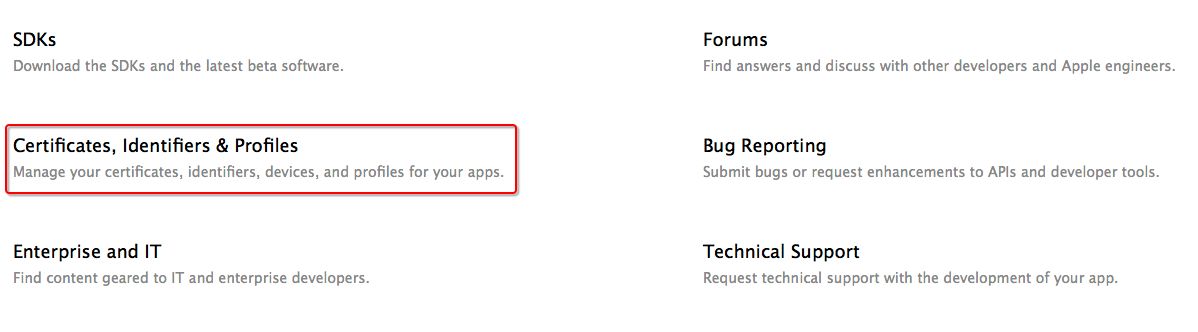 SDKs
Download the SDKs and the latest beta software.
Forums
Find answers and discuss with other developers and Apple engineers.
Certificates, Identifiers & Profiles
Manage your certificates, identifiers, devices, and profiles for your apps.
Bug Reporting
Submit bugs or request enhancements to APIs and developer tools.
Enterprise and IT
Find content geared to IT and enterprise developers.
Technical Support
Request technical support with the development of your app.